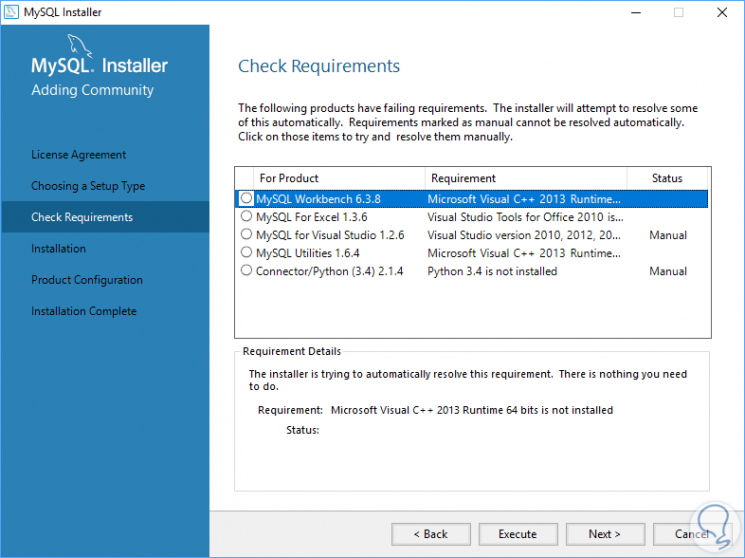 MySQL Installer
MySQL. Installer
Adding Community
License Agreement
Choosing a Setup Type
Check Requirements
Installation
Product Configuration
Installation Complete
Check Requirements
The following products have failing requirements. The installer will attempt to resolve some
of this automatically. Requirements marked as manual cannot be resolved automatically.
Click on those items to try and resolve them manually.
For Product Requirement Status
MySQL Workbench 6.3.8 Microsoft Visual C++ 2013 Runtime...
MySQL For Excel 1.3.6 Visual Studio Tools for Office 2010 is...
MySQL for Visual Studio 1.2.6 Visual Studio version 2010, 2012, 20... Manual
MySQL Utilities 1.6.4 Microsoft Visual C++ 2013 Runtime...
Connector/Python (3.4) 2.1.4 Python 3.4 is not installed Manual
Requirement Details
The installer is trying to automatically resolve this requirement. There is nothing you need
to do.
Requirement: Microsoft Visual C++ 2013 Runtime 64 bits is not installed
Status:
< Back Execute Next > Cancel